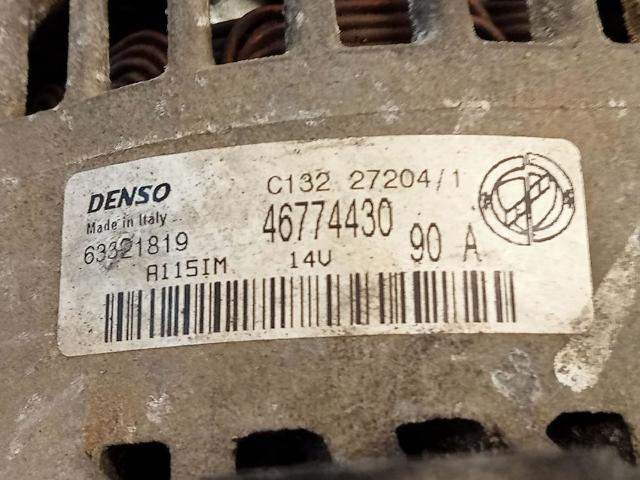 C132 27204/1
DENSO
Made in Italy
46774430
63321819
90 A
A115IM 14V